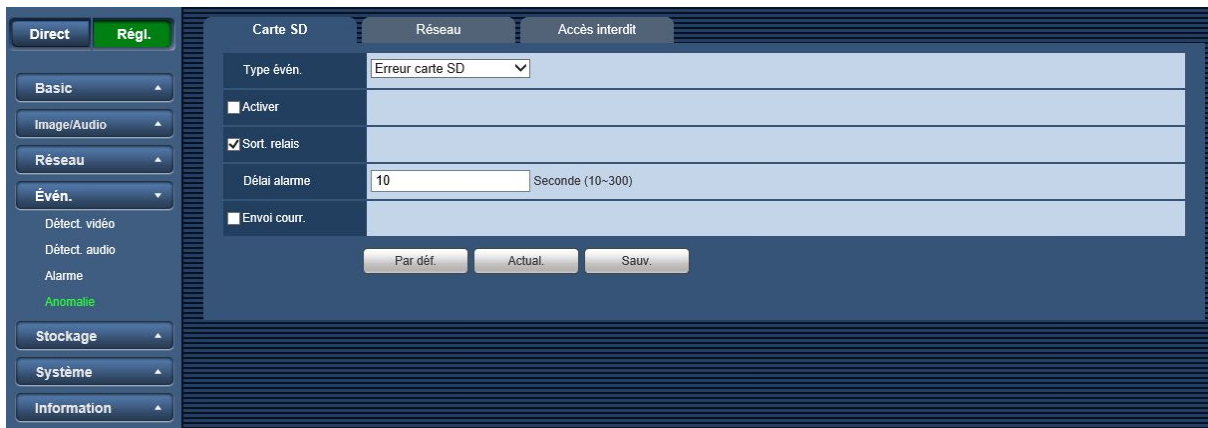 Direct
Régl.
Basic
Image/Audio
Réseau
Évén.
Détect. vidéo
Détect. audio
Alarme
Anomalie
Stockage
Système
Information
Carte SD
Réseau
Accès interdit
Type évén.
Erreur carte SD
Activer
Sort. relais
Délai alarme
10
Seconde (10~300)
Envoi courr.
Par déf.
Actual.
Sauv.